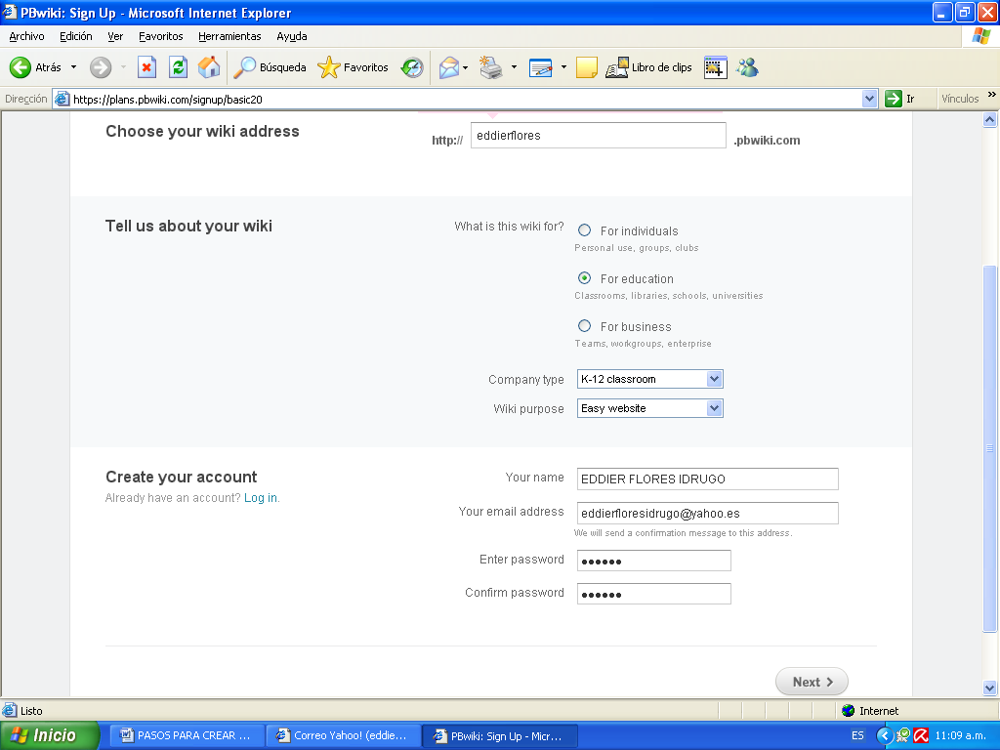 PBwiki: Sign Up - Microsoft Internet Explorer
Archivo Edición Ver Favoritos Herramientas Ayuda
Atrás Búsqueda Favoritos Libro de clips
Dirección https://plans.pbwiki.com/signup/basic20 Ir Vínculos »
Choose your wiki address http:// eddierflores .pbwiki.com
Tell us about your wiki What is this wiki for? For individuals
Personal use, groups, clubs
For education
Classrooms, libraries, schools, universities
For business
Teams, workgroups, enterprise
Company type K-12 classroom
Wiki purpose Easy website
Create your account Your name EDDIER FLORES IDRUGO
Already have an account? Log in.
Your email address eddierfloresidrugo@yahoo.es
We will send a confirmation message to this address.
Enter password ••••••
Confirm password ••••••
Next >
Listo Internet
Inicio PASOS PARA CREAR ... Correo Yahoo! (eddie... PBwiki: Sign Up - Micr... ES 11:09 a.m.